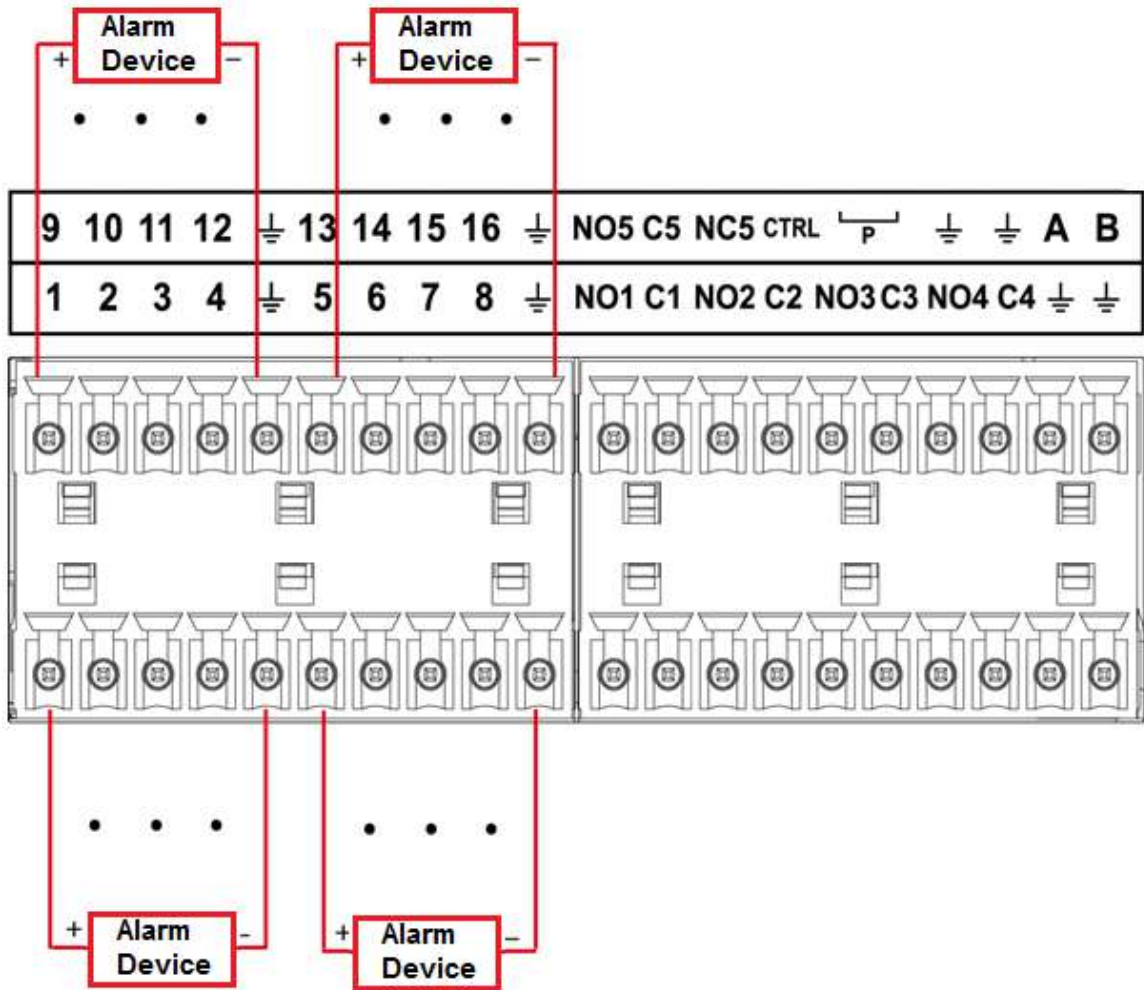 Alarm Device
Alarm Device
+ − + −
9 10 11 12 ⏚ 13 14 15 16 ⏚ NO5 C5 NC5 CTRL P ⏚ ⏚ A B
1 2 3 4 ⏚ 5 6 7 8 ⏚ NO1 C1 NO2 C2 NO3 C3 NO4 C4 ⏚ ⏚
+ - + −
Alarm Device
Alarm Device